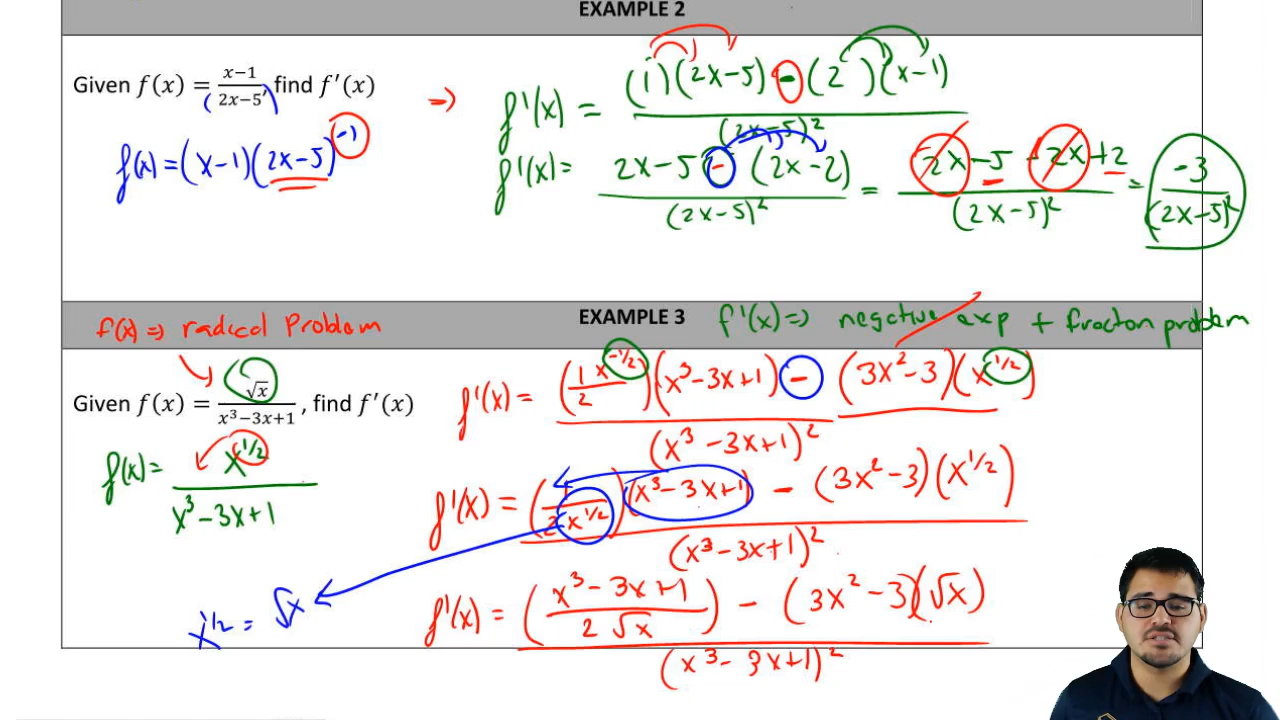 EXAMPLE 2
Given f(x) = (x−1)/(2x−5), find f′(x)
f(x) = (x−1)(2x−5)^-1
⇒ f'(x) = ((1)(2x−5) − (2)(x−1))/(2x−5)²
f'(x) = (2x−5 − (2x−2))/(2x−5)² = (2x−5 −2x+2)/(2x−5)² = −3/(2x−5)²
EXAMPLE 3
f(x) ⇒ radical Problem
f'(x) ⇒ negative exp + fracton problem
Given f(x) = √x/(x³−3x+1), find f′(x)
f(x) = x^1/2/(x³−3x+1)
x^1/2 = √x
f'(x) = ((1/2 x^-1/2)(x³−3x+1) − (3x²−3)(x^1/2))/(x³−3x+1)²
f'(x) = ((1/(2x^1/2))(x³−3x+1) − (3x²−3)(x^1/2))/(x³−3x+1)²
f'(x) = (((x³−3x+1)/(2√x)) − (3x²−3)(√x))/(x³−3x+1)²